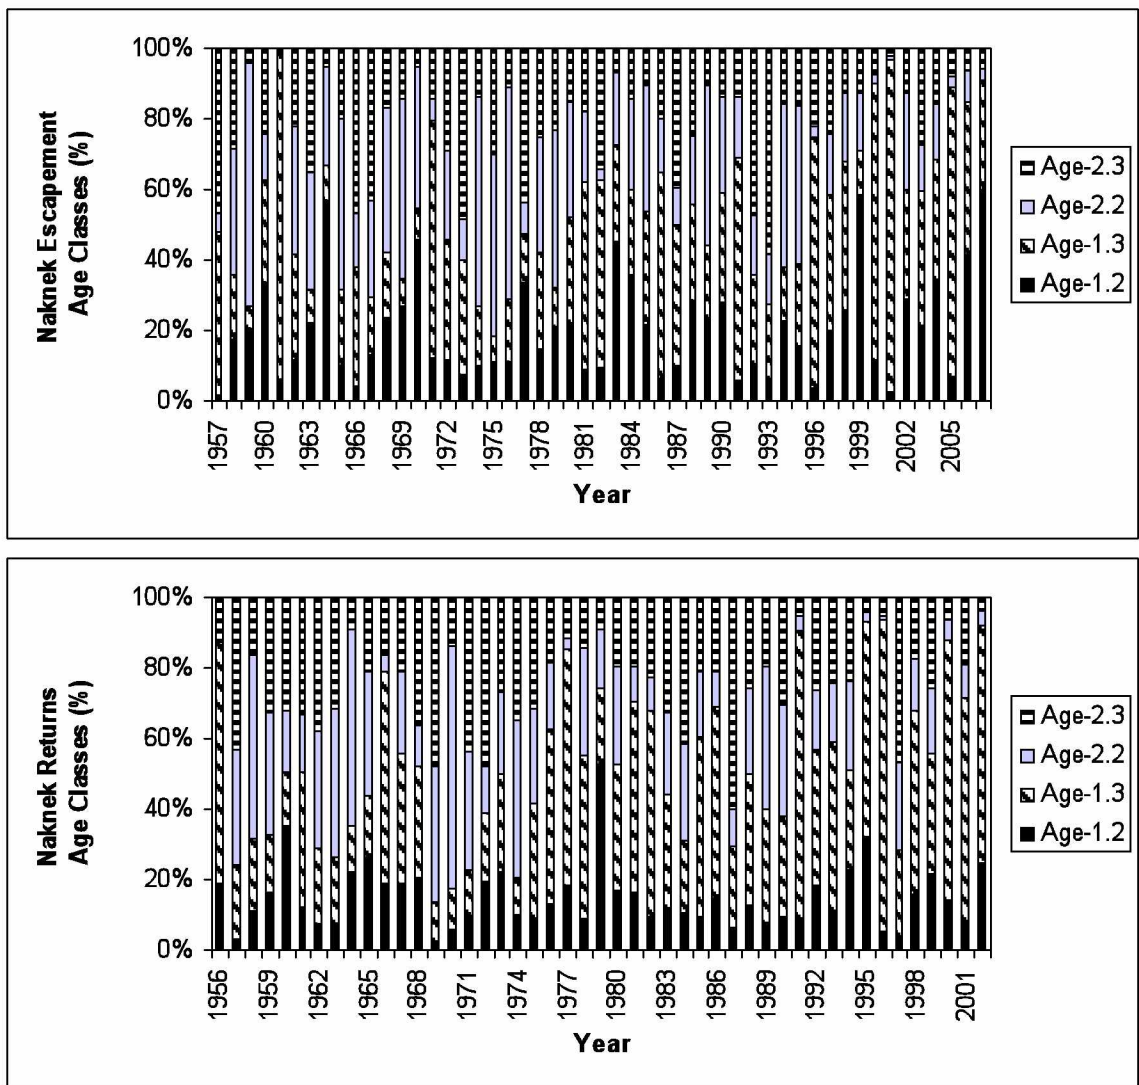 Naknek Escapement
Age Classes (%)
100%
80%
60%
40%
20%
0%
1957 1960 1963 1966 1969 1972 1975 1978 1981 1984 1987 1990 1993 1996 1999 2002 2005
Year
Age-2.3
Age-2.2
Age-1.3
Age-1.2
Naknek Returns
Age Classes (%)
100%
80%
60%
40%
20%
0%
1956 1959 1962 1965 1968 1971 1974 1977 1980 1983 1986 1989 1992 1995 1998 2001
Year
Age-2.3
Age-2.2
Age-1.3
Age-1.2